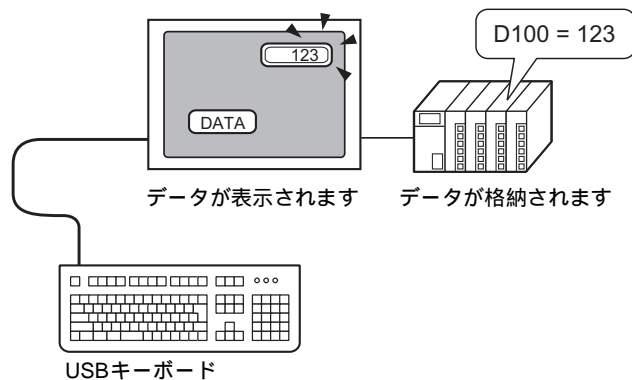 D100 = 123
123
DATA
データが表示されます
データが格納されます
USBキーボード